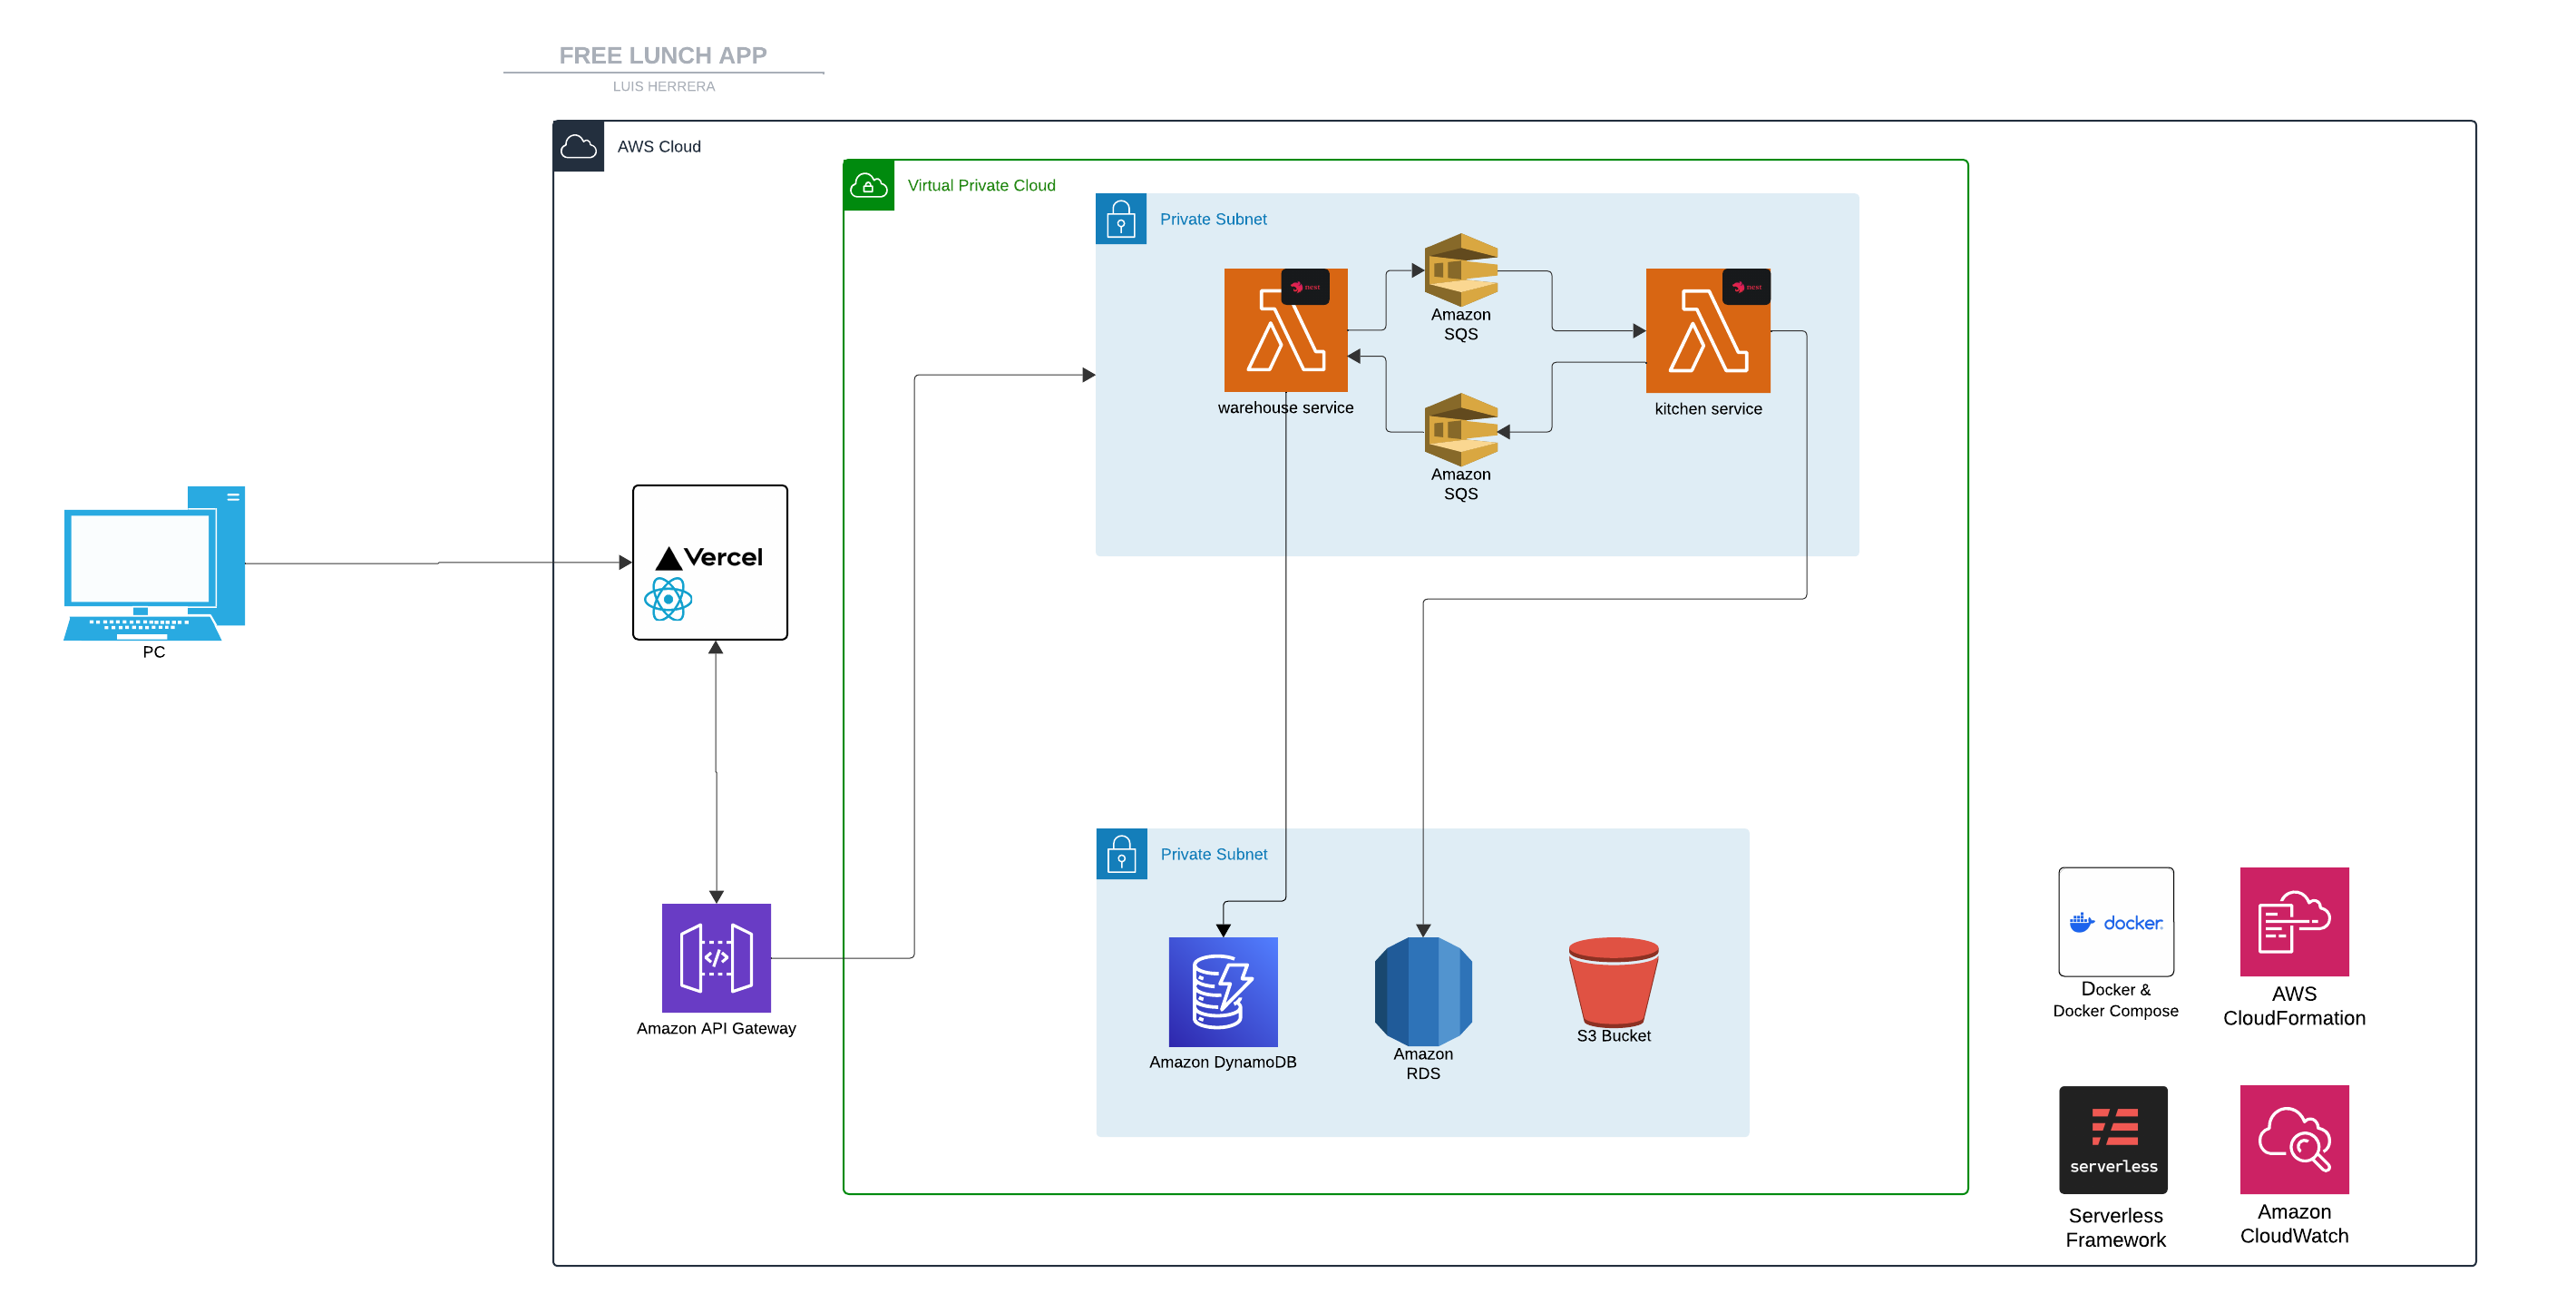 FREE LUNCH APP
LUIS HERRERA
AWS Cloud
Virtual Private Cloud
Private Subnet
nest
nest
Amazon
SQS
warehouse service
kitchen service
Amazon
SQS
Vercel
PC
Private Subnet
docker
Docker &
Docker Compose
AWS
CloudFormation
</>
Amazon API Gateway
Amazon DynamoDB
Amazon
RDS
S3 Bucket
serverless
Serverless
Framework
Amazon
CloudWatch